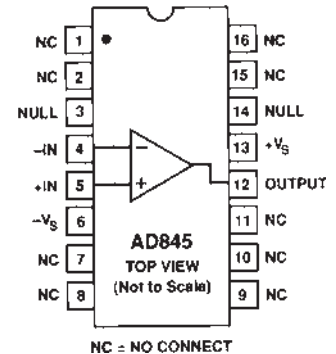 NC 1 16 NC
NC 2 15 NC
NULL 3 14 NULL
–IN 4 – 13 +VS
+IN 5 + 12 OUTPUT
–VS 6 11 NC
AD845
NC 7 TOP VIEW 10 NC
(Not to Scale)
NC 8 9 NC
NC = NO CONNECT